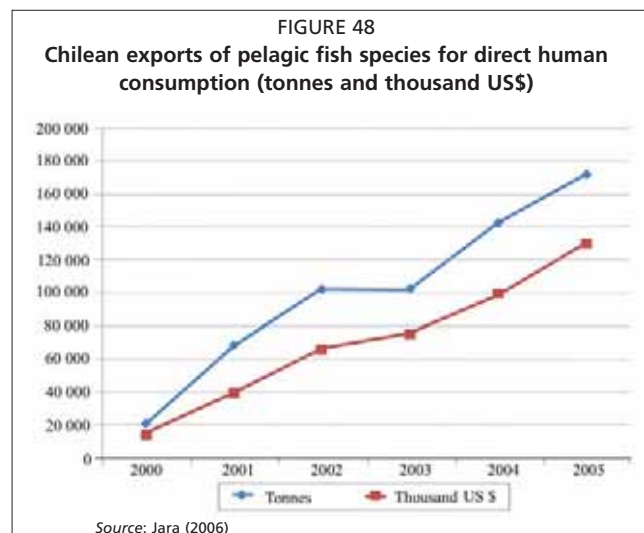 FIGURE 48
Chilean exports of pelagic fish species for direct human
consumption (tonnes and thousand US$)
200 000
180 000
160 000
140 000
120 000
100 000
80 000
60 000
40 000
20 000
0
2000 2001 2002 2003 2004 2005
Tonnes Thousand US $
Source: Jara (2006)